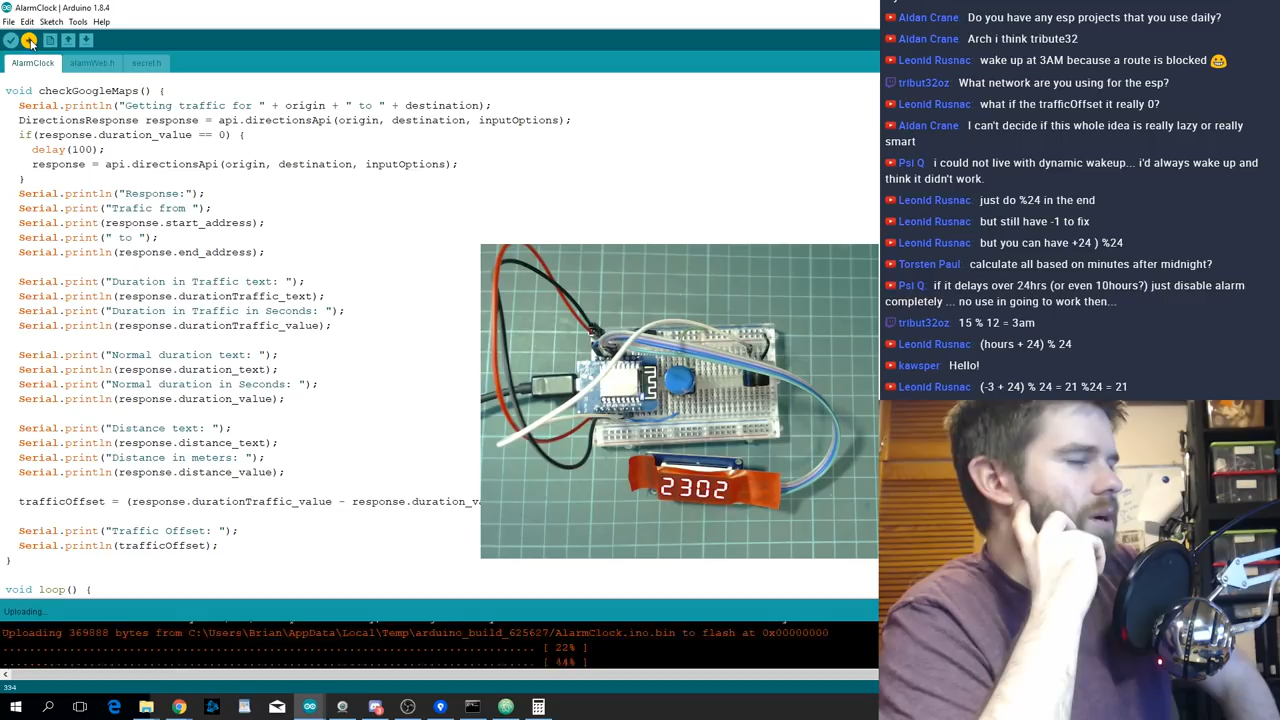 AlarmClock | Arduino 1.8.4
File Edit Sketch Tools Help
AlarmClock alarmWeb.h secret.h
void checkGoogleMaps() {
Serial.println("Getting traffic for " + origin + " to " + destination);
DirectionsResponse response = api.directionsApi(origin, destination, inputOptions);
if(response.duration_value == 0) {
delay(100);
response = api.directionsApi(origin, destination, inputOptions);
}
Serial.println("Response:");
Serial.print("Trafic from ");
Serial.print(response.start_address);
Serial.print(" to ");
Serial.println(response.end_address);
Serial.print("Duration in Traffic text: ");
Serial.println(response.durationTraffic_text);
Serial.print("Duration in Traffic in Seconds: ");
Serial.println(response.durationTraffic_value);
Serial.print("Normal duration text: ");
Serial.println(response.duration_text);
Serial.print("Normal duration in Seconds: ");
Serial.println(response.duration_value);
Serial.print("Distance text: ");
Serial.println(response.distance_text);
Serial.print("Distance in meters: ");
Serial.println(response.distance_value);
trafficOffset = (response.durationTraffic_value - response.duration_va
Serial.print("Traffic Offset: ");
Serial.println(trafficOffset);
}
void loop() {
Uploading...
Uploading 369888 bytes from C:\Users\Brian\AppData\Local\Temp\arduino_build_625627/AlarmClock.ino.bin to flash at 0x00000000
................................................................................ [ 22% ]
................................................................................ [ 44% ]
334
2302
Aldan Crane Do you have any esp projects that you use daily?
Aldan Crane Arch i think tribute32
Leonid Rusnac wake up at 3AM because a route is blocked 😀
tribut32oz What network are you using for the esp?
Leonid Rusnac what if the traficOffset it really 0?
Aldan Crane I can't decide if this whole idea is really lazy or really
smart
Psi Q i could not live with dynamic wakeup... i'd always wake up and
think it didn't work.
Leonid Rusnac just do %24 in the end
Leonid Rusnac but still have -1 to fix
Leonid Rusnac but you can have +24 ) %24
Torsten Paul calculate all based on minutes after midnight?
Psi Q if it delays over 24hrs (or even 10hours?) just disable alarm
completely ... no use in going to work then...
tribut32oz 15 % 12 = 3am
Leonid Rusnac (hours + 24) % 24
kawsper Hello!
Leonid Rusnac (-3 + 24) % 24 = 21 %24 = 21